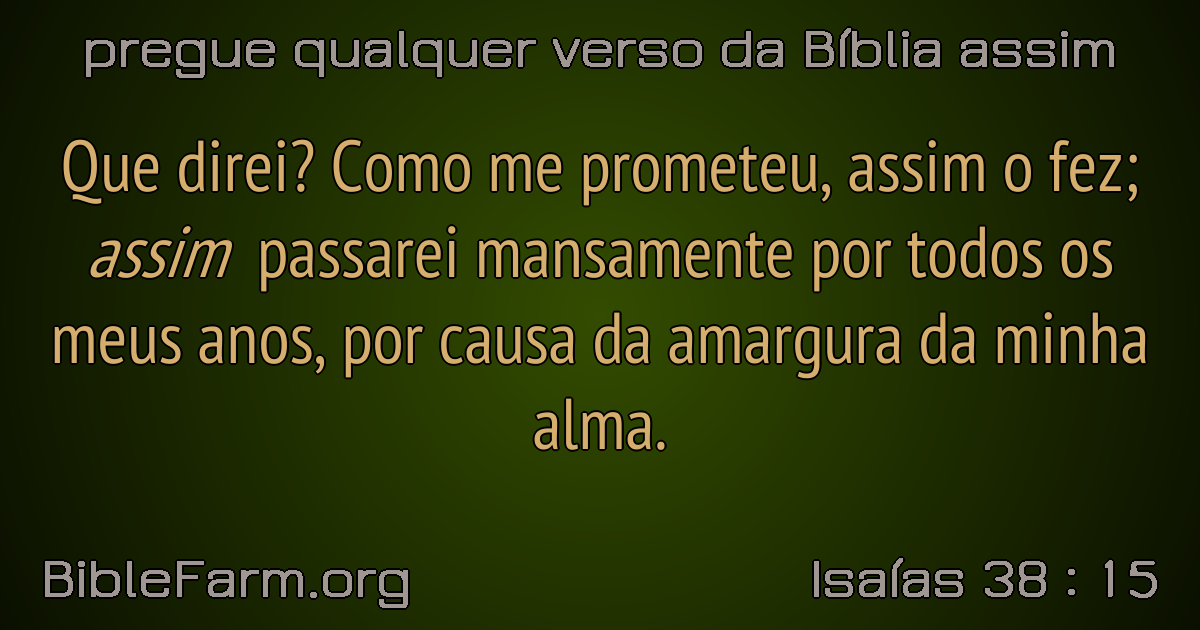 pregue qualquer verso da Bíblia assim
Que direi? Como me prometeu, assim o fez;
assim passarei mansamente por todos os
meus anos, por causa da amargura da minha
alma.
BibleFarm.org
Isaías 38 : 15